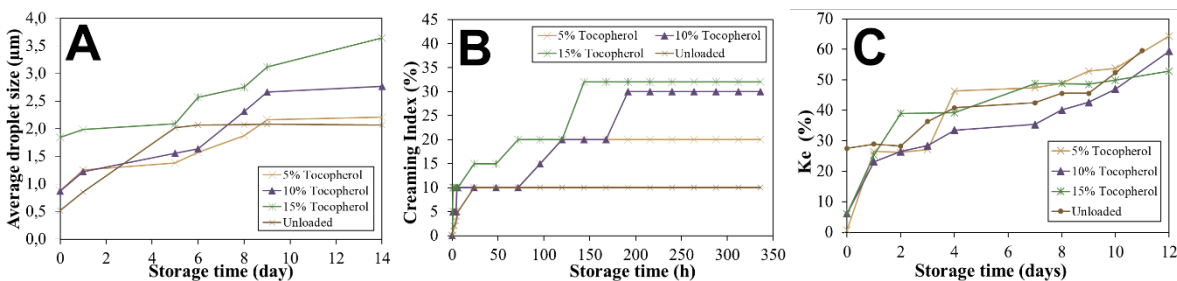 A
Average droplet size (µm)
4,0
3,5
3,0
2,5
2,0
1,5
1,0
0,5
0,0
0 2 4 6 8 10 12 14
Storage time (day)
5% Tocopherol
10% Tocopherol
15% Tocopherol
Unloaded
B
Creaming Index (%)
45
40
35
30
25
20
15
10
5
0
0 50 100 150 200 250 300 350
Storage time (h)
5% Tocopherol 10% Tocopherol
15% Tocopherol Unloaded
C
Ke (%)
70
60
50
40
30
20
10
0
0 2 4 6 8 10 12
Storage time (days)
5% Tocopherol
10% Tocopherol
15% Tocopherol
Unloaded